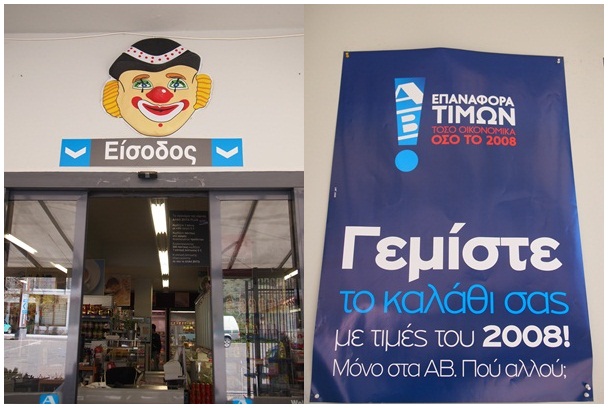 Είσοδος
ΑΒ
ΕΠΑΝΑΦΟΡΑ
ΤΙΜΩΝ
ΤΟΣΟ ΟΙΚΟΝΟΜΙΚΑ
ΟΣΟ ΤΟ 2008
Γεμίστε
το καλάθι σας
με τιμές του 2008!
Μόνο στα ΑΒ. Πού αλλού;